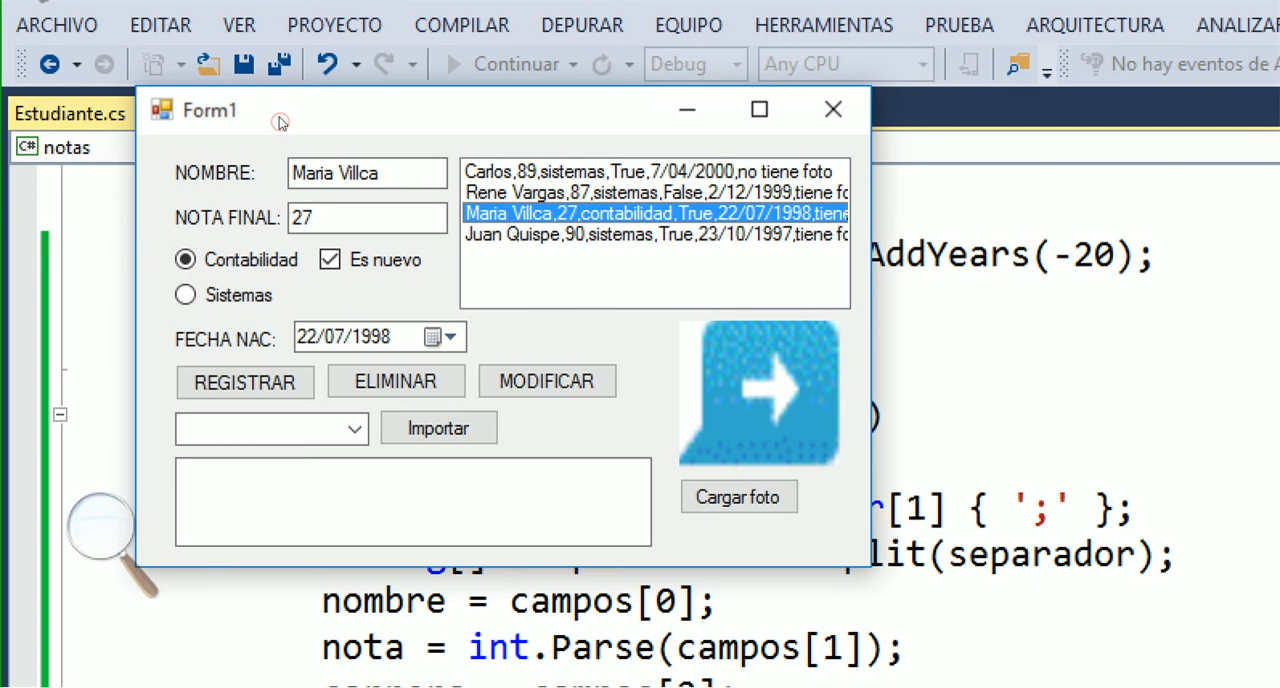 ARCHIVO EDITAR VER PROYECTO COMPILAR DEPURAR EQUIPO HERRAMIENTAS PRUEBA ARQUITECTURA ANALIZAR
Continuar Debug Any CPU No hay eventos de A
Estudiante.cs
C# notas
Form1
NOMBRE: Maria Villca
NOTA FINAL: 27
Contabilidad Es nuevo
Sistemas
FECHA NAC: 22/07/1998
REGISTRAR ELIMINAR MODIFICAR
Importar
Carlos,89,sistemas,True,7/04/2000,no tiene foto
Rene Vargas,87,sistemas,False,2/12/1999,tiene fo
Maria Villca,27,contabilidad,True,22/07/1998,tiene
Juan Quispe,90,sistemas,True,23/10/1997,tiene fo
Cargar foto
AddYears(-20);
)
r[1] { ';' };
lit(separador);
nombre = campos[0];
nota = int.Parse(campos[1]);